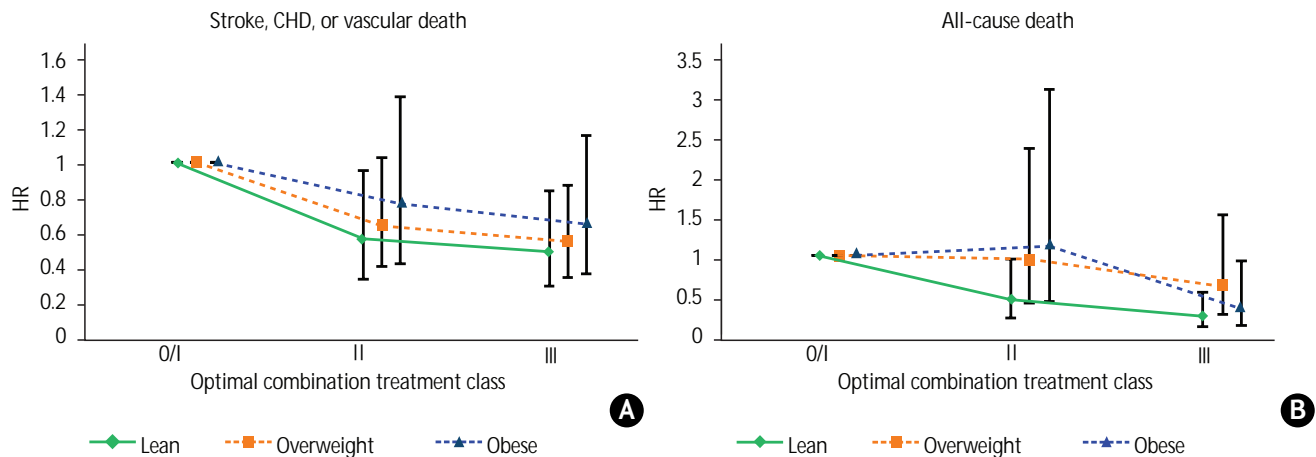 Stroke, CHD, or vascular death
1.6
1.4
1.2
1
0.8
0.6
0.4
0.2
0
HR
0/I
II
III
Optimal combination treatment class
A
Lean
Overweight
Obese
All-cause death
3.5
3
2.5
2
1.5
1
0.5
0
HR
0/I
II
III
Optimal combination treatment class
B
Lean
Overweight
Obese